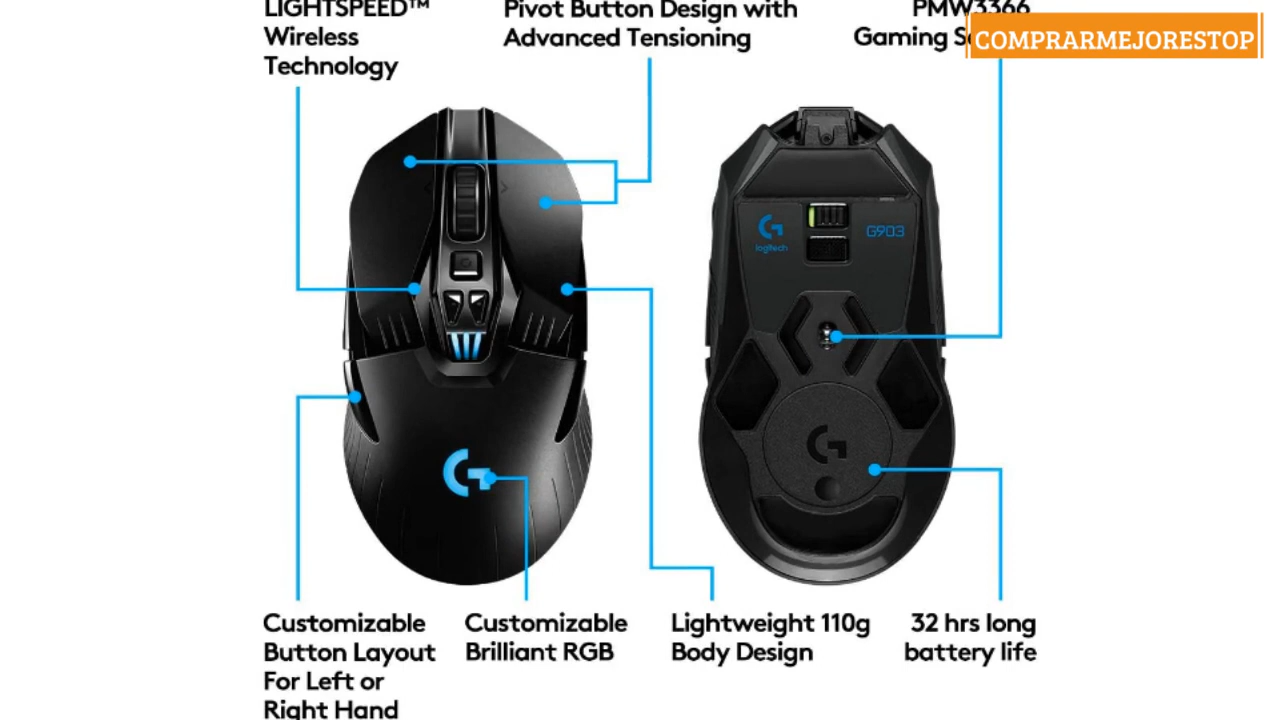 LIGHTSPEED™
Wireless
Technology
Pivot Button Design with
Advanced Tensioning
PMW3366
Gaming
COMPRARMEJORESTOP
logitech
G903
Customizable
Button Layout
For Left or
Right Hand
Customizable
Brilliant RGB
Lightweight 110g
Body Design
32 hrs long
battery life